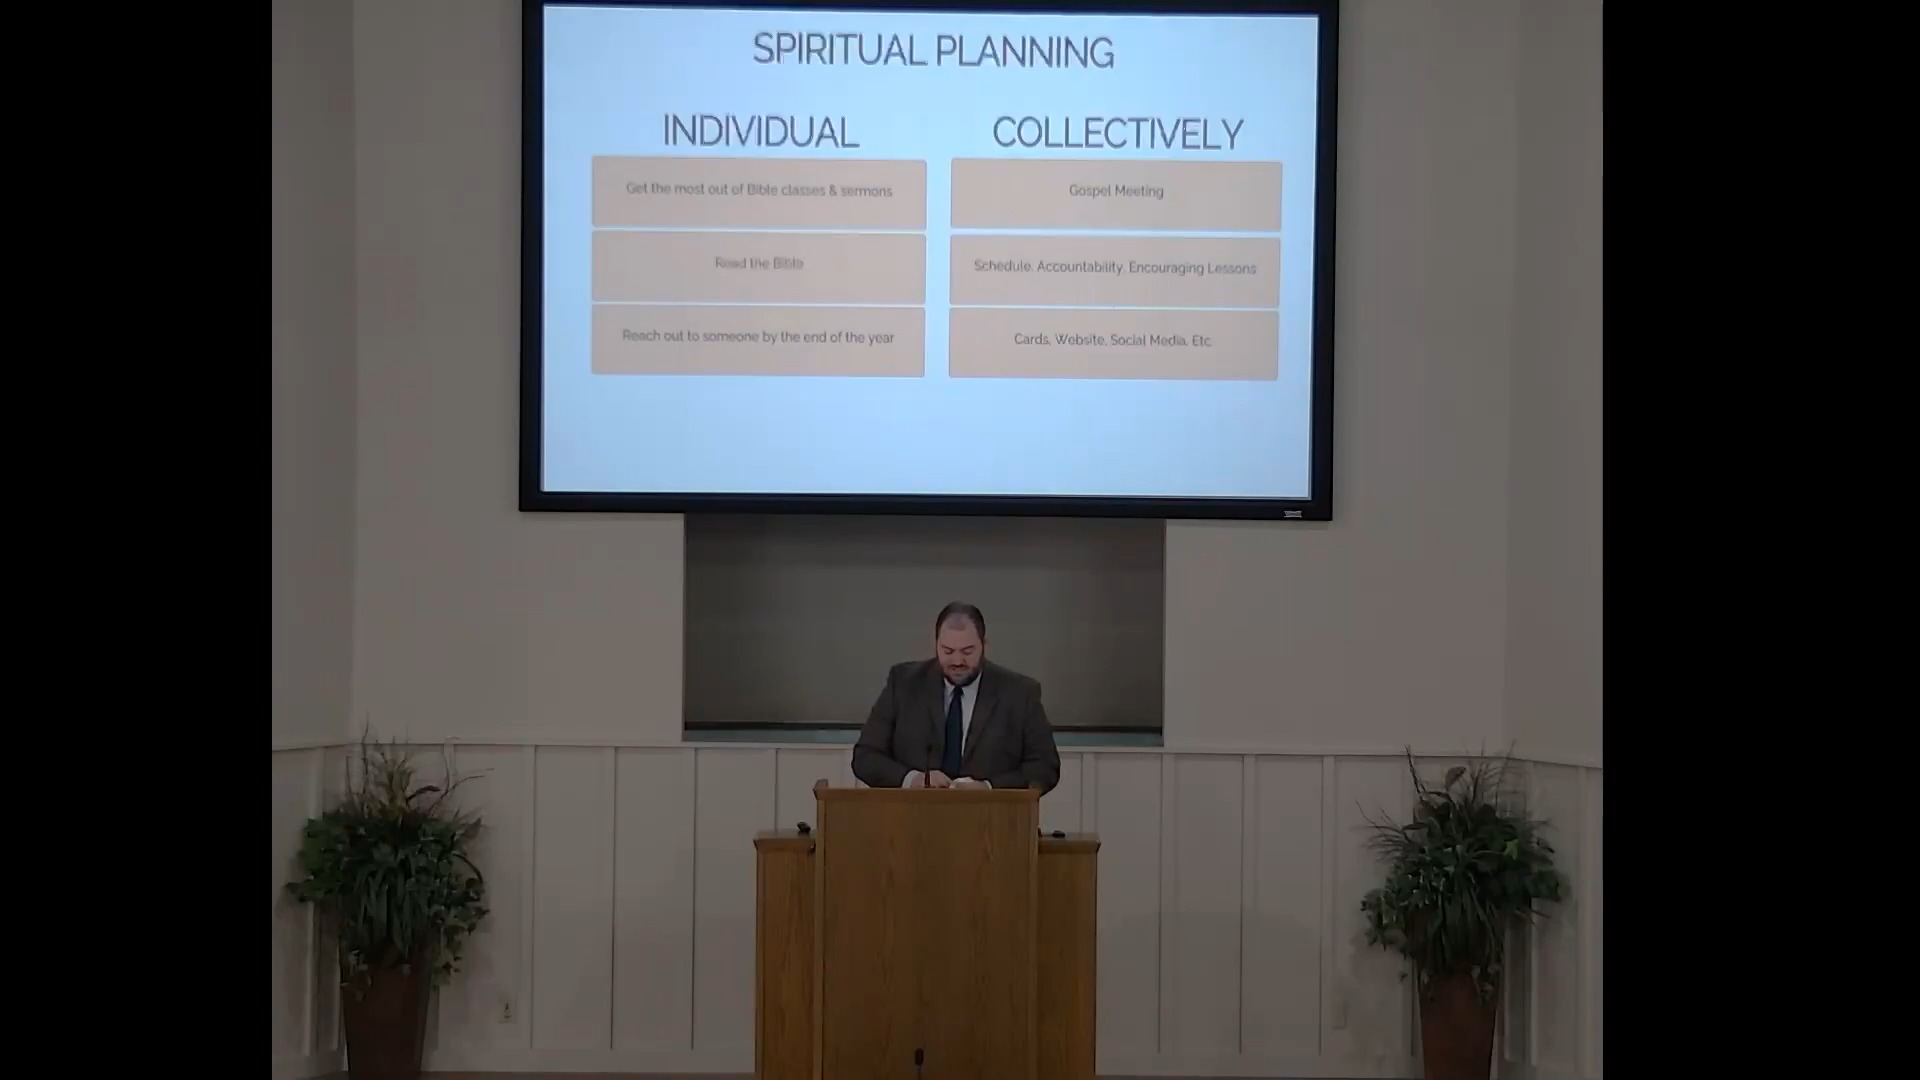 SPIRITUAL PLANNING
INDIVIDUAL
Get the most out of Bible classes & sermons
Read the Bible
Reach out to someone by the end of the year
COLLECTIVELY
Gospel Meeting
Schedule, Accountability, Encouraging Lessons
Cards, Website, Social Media, Etc